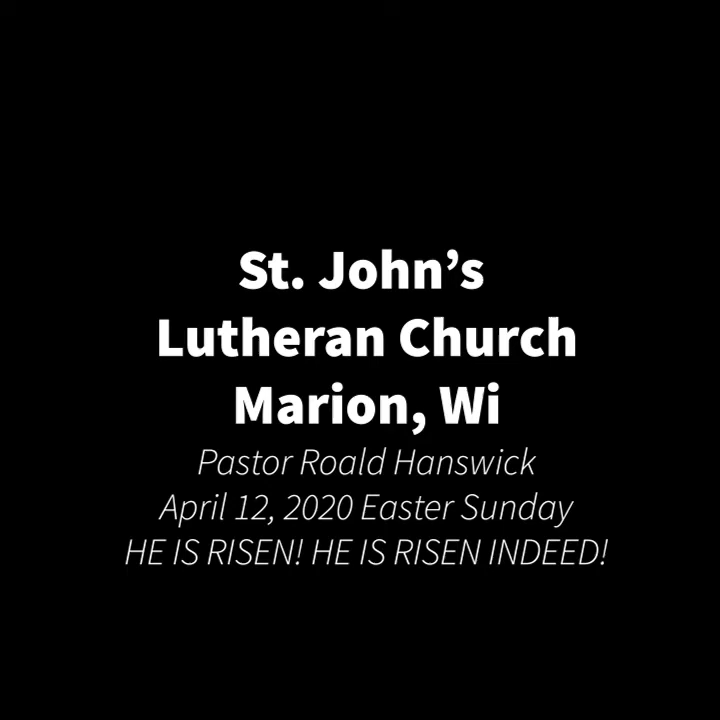 St. John’s
Lutheran Church
Marion, Wi
Pastor Roald Hanswick
April 12, 2020 Easter Sunday
HE IS RISEN! HE IS RISEN INDEED!